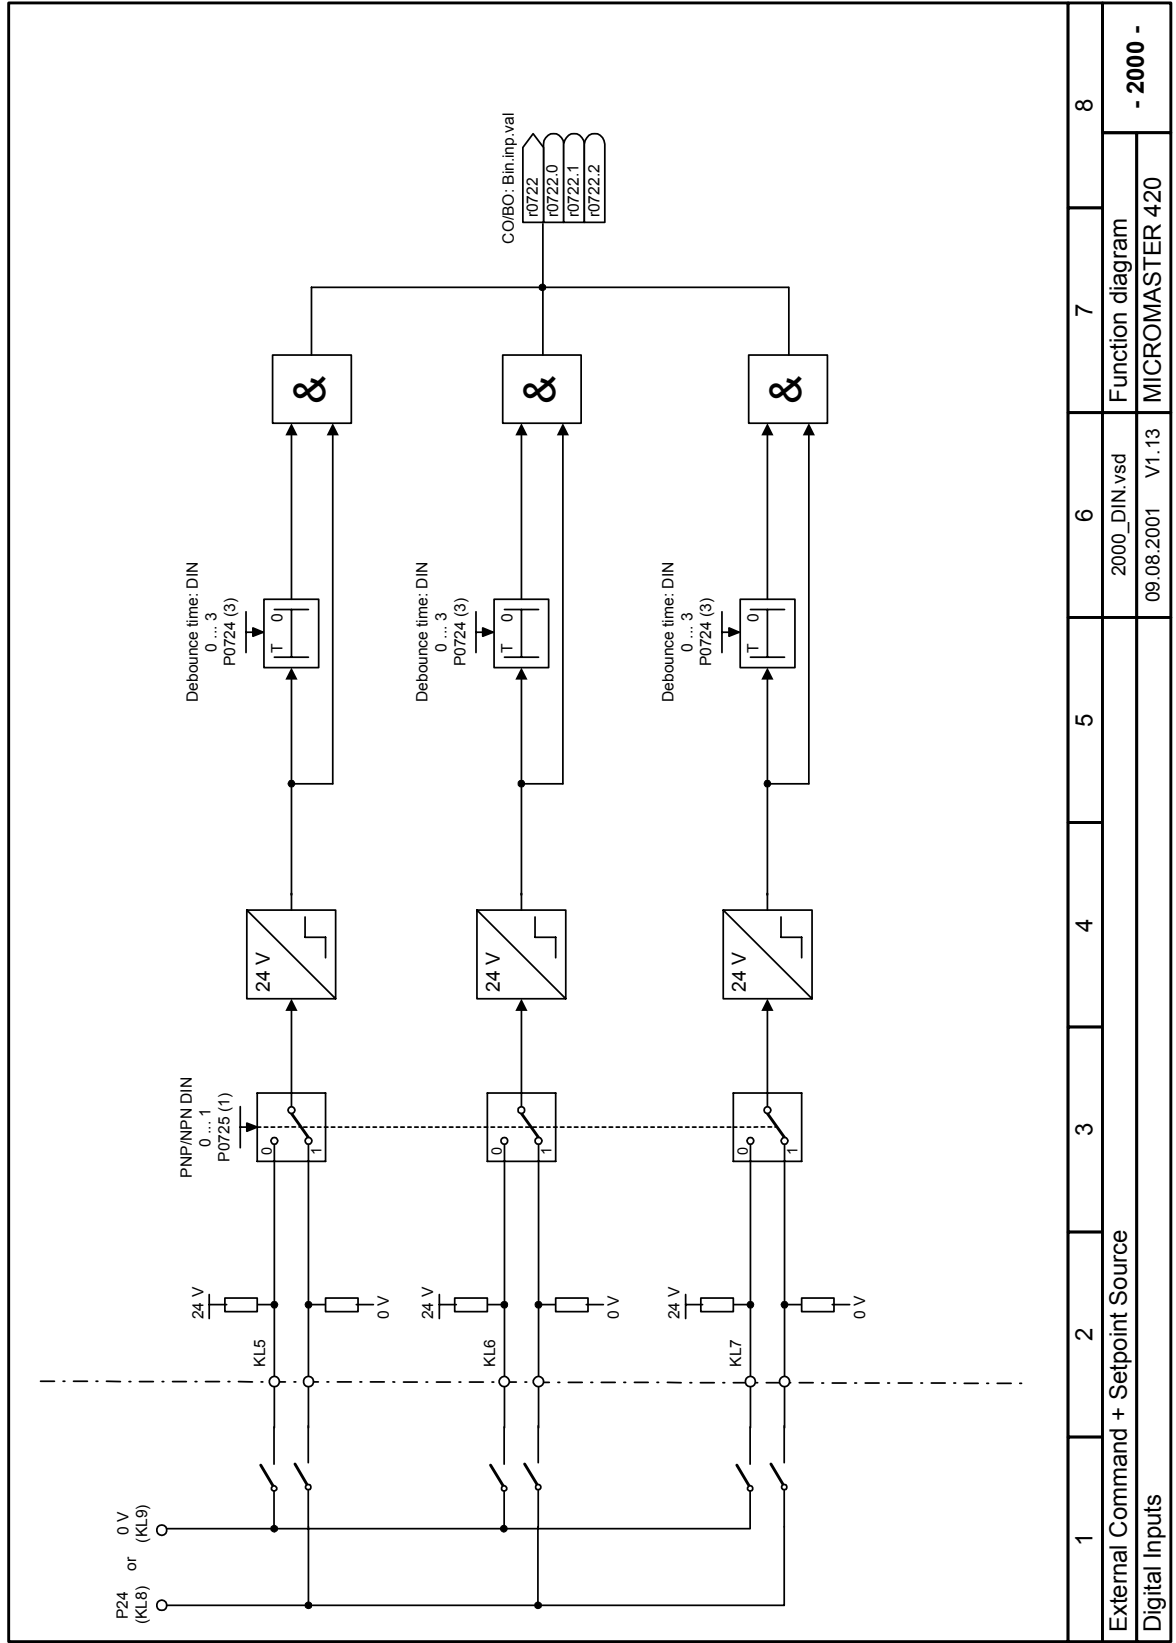 P24
(KL8)
or
0 V
(KL9)
KL5
24 V
0 V
PNP/NPN DIN
0 ... 1
P0725 (1)
0
1
24 V
Debounce time: DIN
0 ... 3
P0724 (3)
T 0
&
KL6
24 V
0 V
0
1
24 V
Debounce time: DIN
0 ... 3
P0724 (3)
T 0
&
CO/BO: Bin.inp.val
r0722
r0722.0
r0722.1
r0722.2
KL7
24 V
0 V
0
1
24 V
Debounce time: DIN
0 ... 3
P0724 (3)
T 0
&
1 2 3 4 5 6 7 8
External Command + Setpoint Source
2000_DIN.vsd
Function diagram
- 2000 -
Digital Inputs
09.08.2001 V1.13
MICROMASTER 420